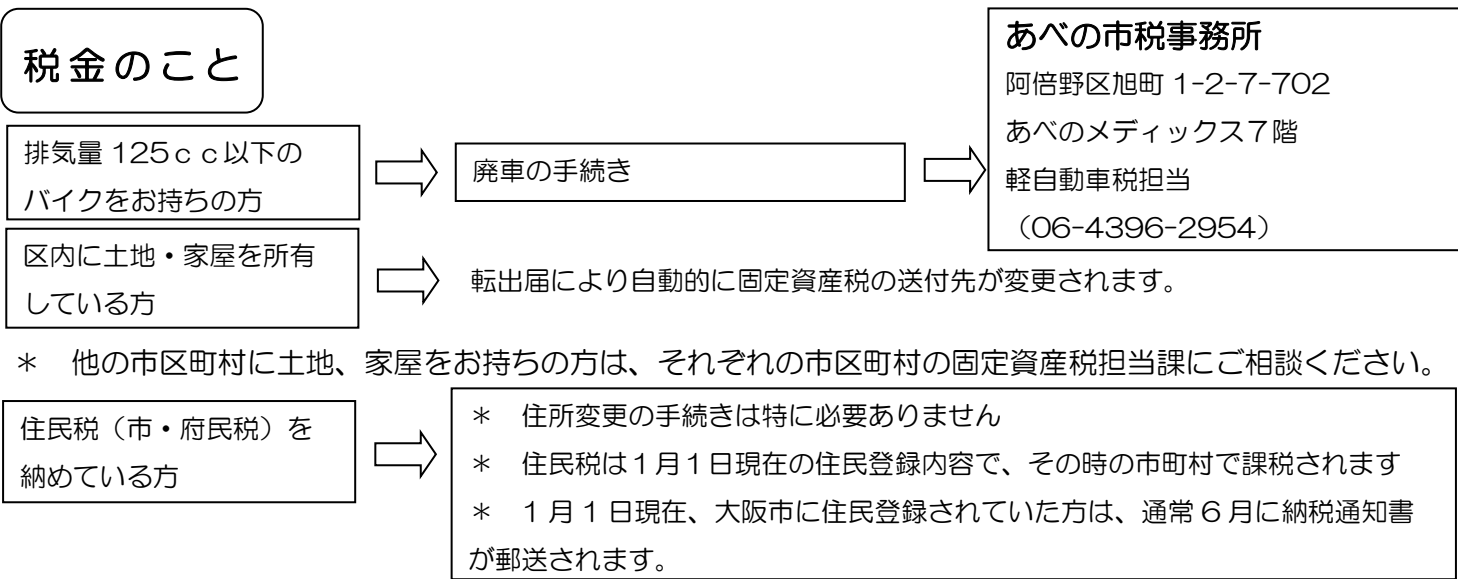 税金のこと
排気量125ｃｃ以下の
バイクをお持ちの方
廃車の手続き
あべの市税事務所
阿倍野区旭町1-2-7-702
あべのメディックス７階
軽自動車税担当
（06-4396-2954）
区内に土地・家屋を所有
している方
転出届により自動的に固定資産税の送付先が変更されます。
＊　他の市区町村に土地、家屋をお持ちの方は、それぞれの市区町村の固定資産税担当課にご相談ください。
住民税（市・府民税）を
納めている方
＊　住所変更の手続きは特に必要ありません
＊　住民税は１月１日現在の住民登録内容で、その時の市町村で課税されます
＊　１月１日現在、大阪市に住民登録されていた方は、通常６月に納税通知書
が郵送されます。